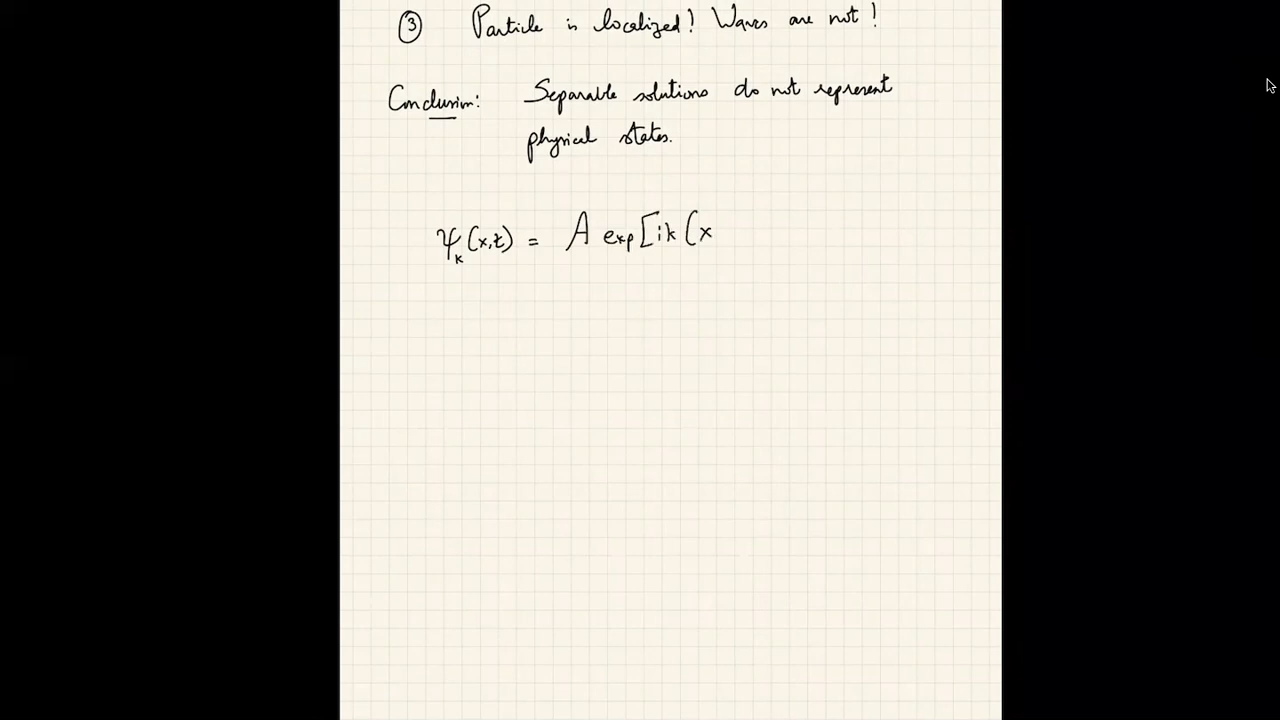 ③ Particle is localized! Waves are not!
Conclusion: Separable solutions do not represent
physical states.
ψₖ(x,t) = A exp[ik(x